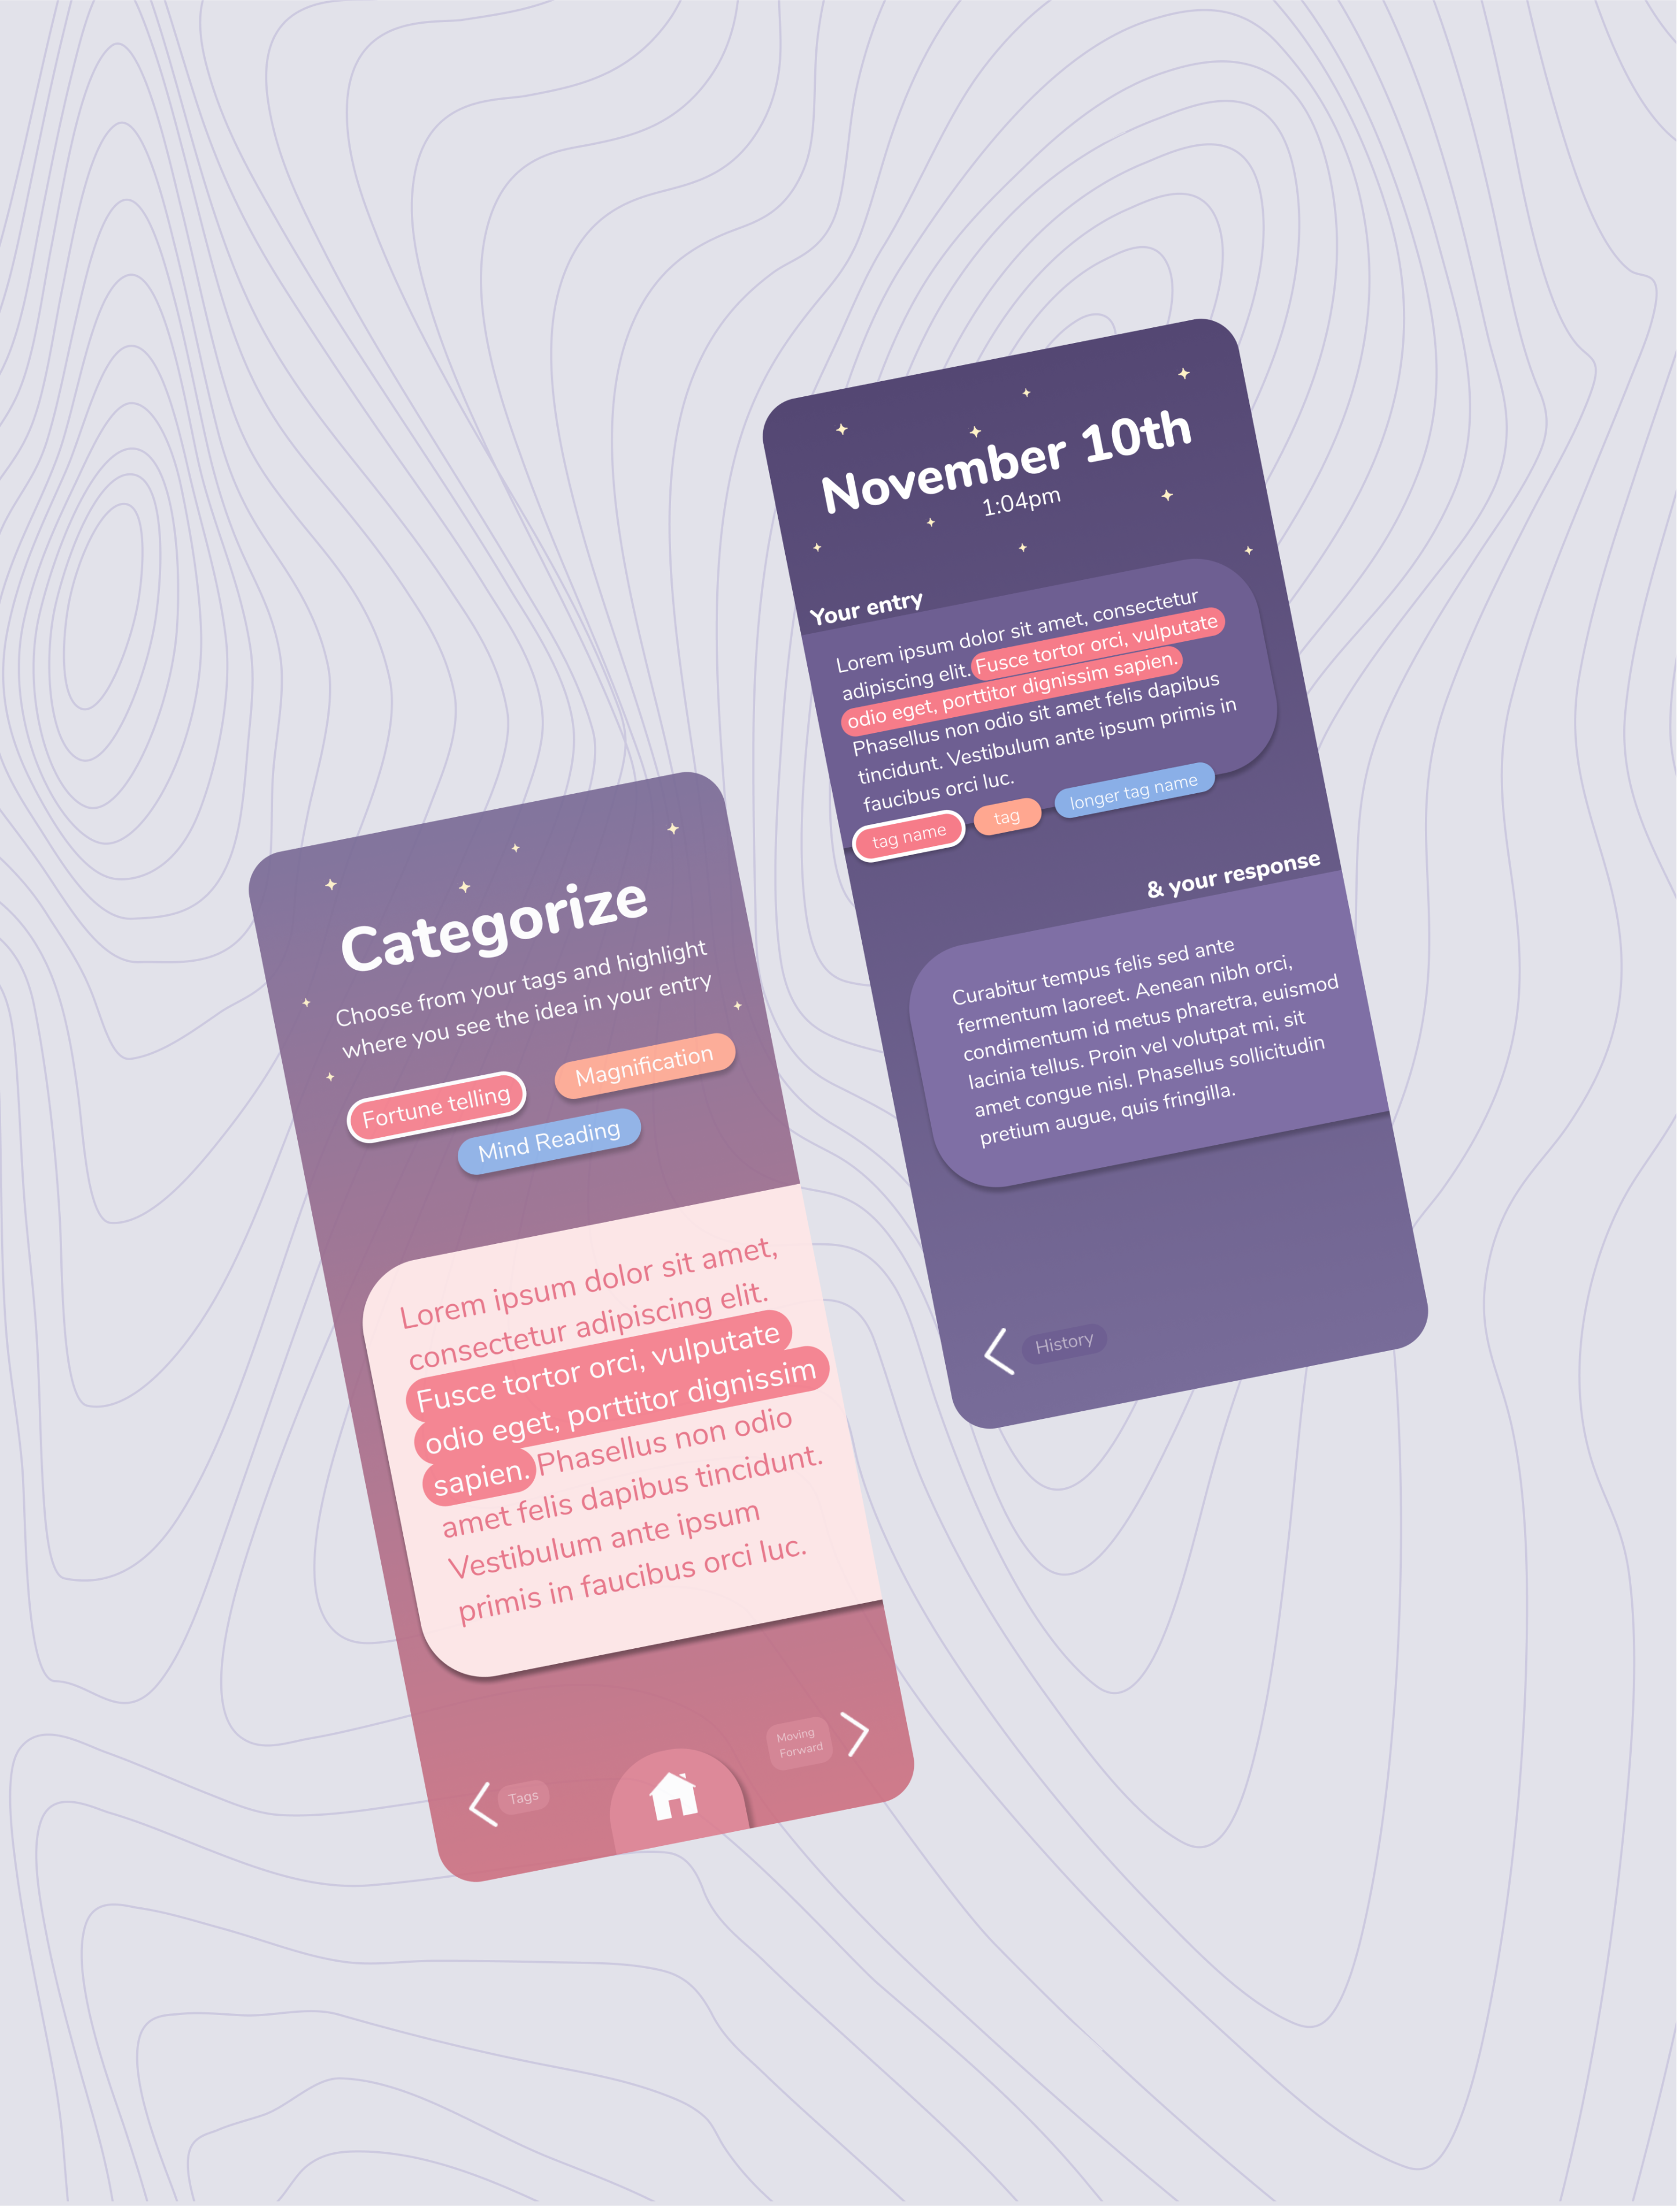 November 10th
1:04pm
Your entry
Lorem ipsum dolor sit amet, consectetur
adipiscing elit. Fusce tortor orci, vulputate
odio eget, porttitor dignissim sapien.
Phasellus non odio sit amet felis dapibus
tincidunt. Vestibulum ante ipsum primis in
faucibus orci luc.
tag name
tag
longer tag name
& your response
Curabitur tempus felis sed ante
fermentum laoreet. Aenean nibh orci,
condimentum id metus pharetra, euismod
lacinia tellus. Proin vel volutpat mi, sit
amet congue nisl. Phasellus sollicitudin
pretium augue, quis fringilla.
History
Categorize
Choose from your tags and highlight
where you see the idea in your entry
Fortune telling
Magnification
Mind Reading
Lorem ipsum dolor sit amet,
consectetur adipiscing elit.
Fusce tortor orci, vulputate
odio eget, porttitor dignissim
sapien. Phasellus non odio
amet felis dapibus tincidunt.
Vestibulum ante ipsum
primis in faucibus orci luc.
Tags
Moving
Forward